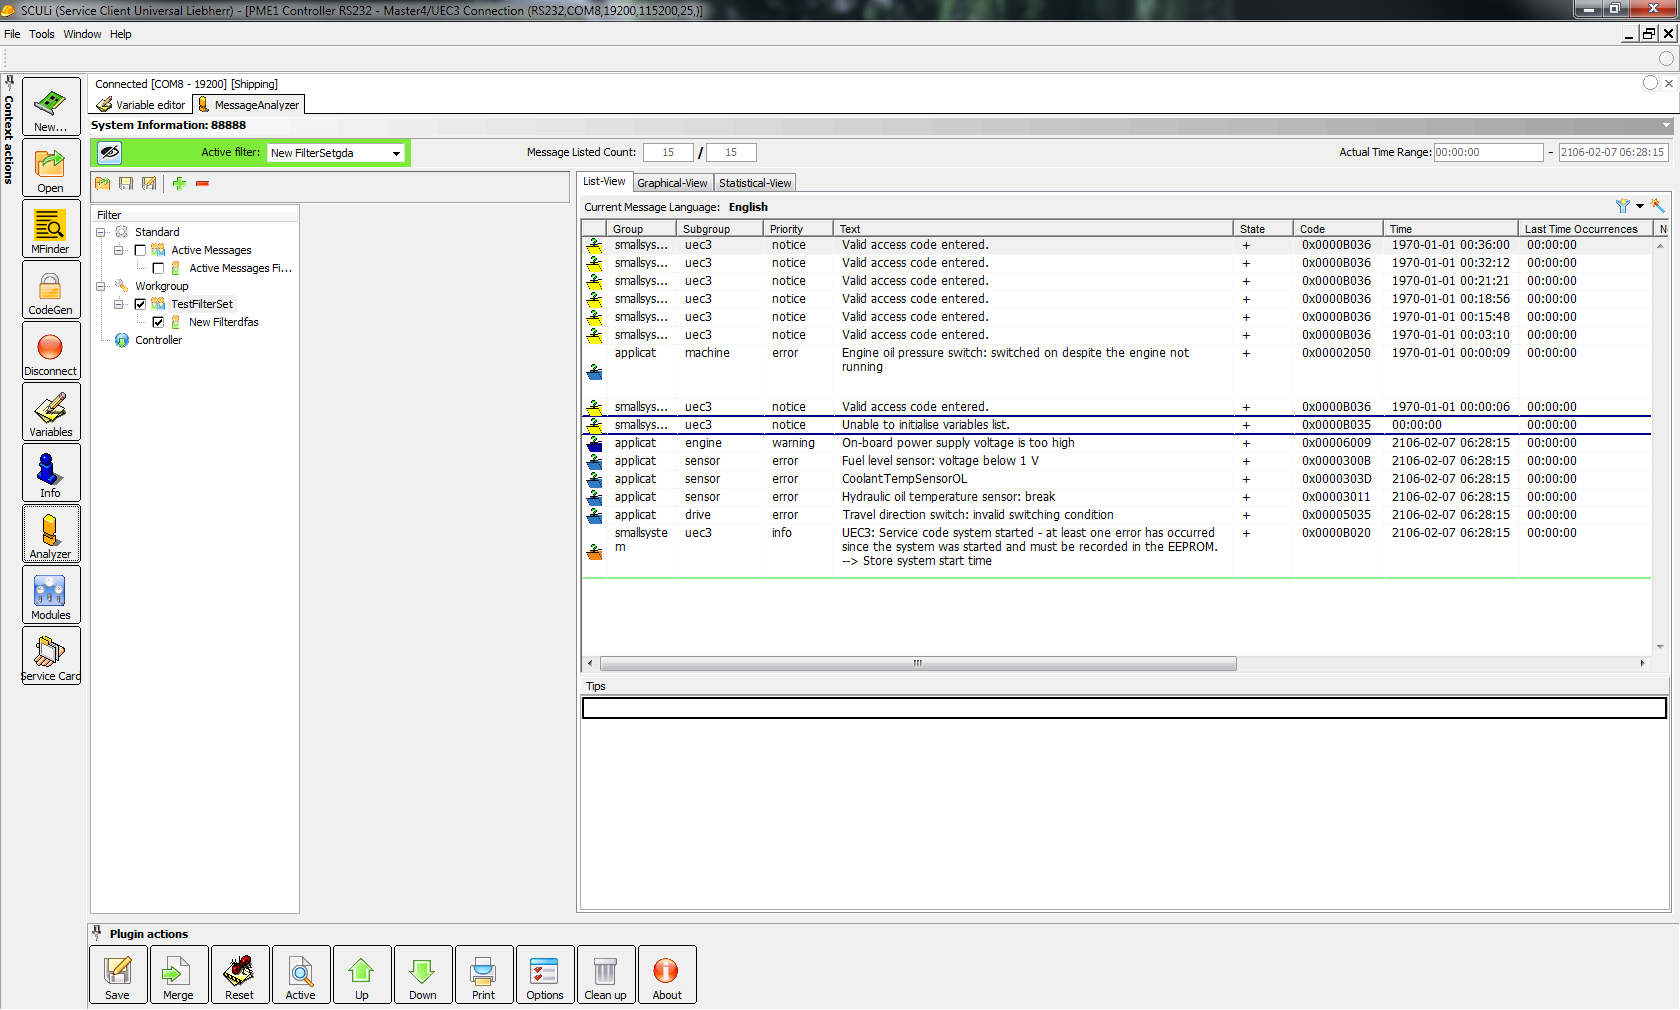 SCULi (Service Client Universal Liebherr) - [PME1 Controller RS232 - Master4/UEC3 Connection (RS232,COM8,19200,115200,25,)]
File Tools Window Help
Context actions
New...
Open
MFinder
CodeGen
Disconnect
Variables
Info
Analyzer
Modules
Service Card
Connected [COM8 - 19200] [Shipping]
Variable editor MessageAnalyzer
System Information: 88888
Active filter: New FilterSetgda Message Listed Count: 15 / 15 Actual Time Range: 00:00:00 - 2106-02-07 06:28:15
Filter
Standard
Active Messages
Active Messages Fi...
Workgroup
TestFilterSet
New Filterdfas
Controller
List-View Graphical-View Statistical-View
Current Message Language: English
Group Subgroup Priority Text State Code Time Last Time Occurrences N
smallsys... uec3 notice Valid access code entered. + 0x0000B036 1970-01-01 00:36:00 00:00:00
smallsys... uec3 notice Valid access code entered. + 0x0000B036 1970-01-01 00:32:12 00:00:00
smallsys... uec3 notice Valid access code entered. + 0x0000B036 1970-01-01 00:21:21 00:00:00
smallsys... uec3 notice Valid access code entered. + 0x0000B036 1970-01-01 00:18:56 00:00:00
smallsys... uec3 notice Valid access code entered. + 0x0000B036 1970-01-01 00:15:48 00:00:00
smallsys... uec3 notice Valid access code entered. + 0x0000B036 1970-01-01 00:03:10 00:00:00
applicat machine error Engine oil pressure switch: switched on despite the engine not + 0x00002050 1970-01-01 00:00:09 00:00:00
running
smallsys... uec3 notice Valid access code entered. + 0x0000B036 1970-01-01 00:00:06 00:00:00
smallsys... uec3 notice Unable to initialise variables list. + 0x0000B035 00:00:00 00:00:00
applicat engine warning On-board power supply voltage is too high + 0x00006009 2106-02-07 06:28:15 00:00:00
applicat sensor error Fuel level sensor: voltage below 1 V + 0x0000300B 2106-02-07 06:28:15 00:00:00
applicat sensor error CoolantTempSensorOL + 0x0000303D 2106-02-07 06:28:15 00:00:00
applicat sensor error Hydraulic oil temperature sensor: break + 0x00003011 2106-02-07 06:28:15 00:00:00
applicat drive error Travel direction switch: invalid switching condition + 0x00005035 2106-02-07 06:28:15 00:00:00
smallsyste uec3 info UEC3: Service code system started - at least one error has occurred + 0x0000B020 2106-02-07 06:28:15 00:00:00
m since the system was started and must be recorded in the EEPROM.
--> Store system start time
Tips
Plugin actions
Save Merge Reset Active Up Down Print Options Clean up About